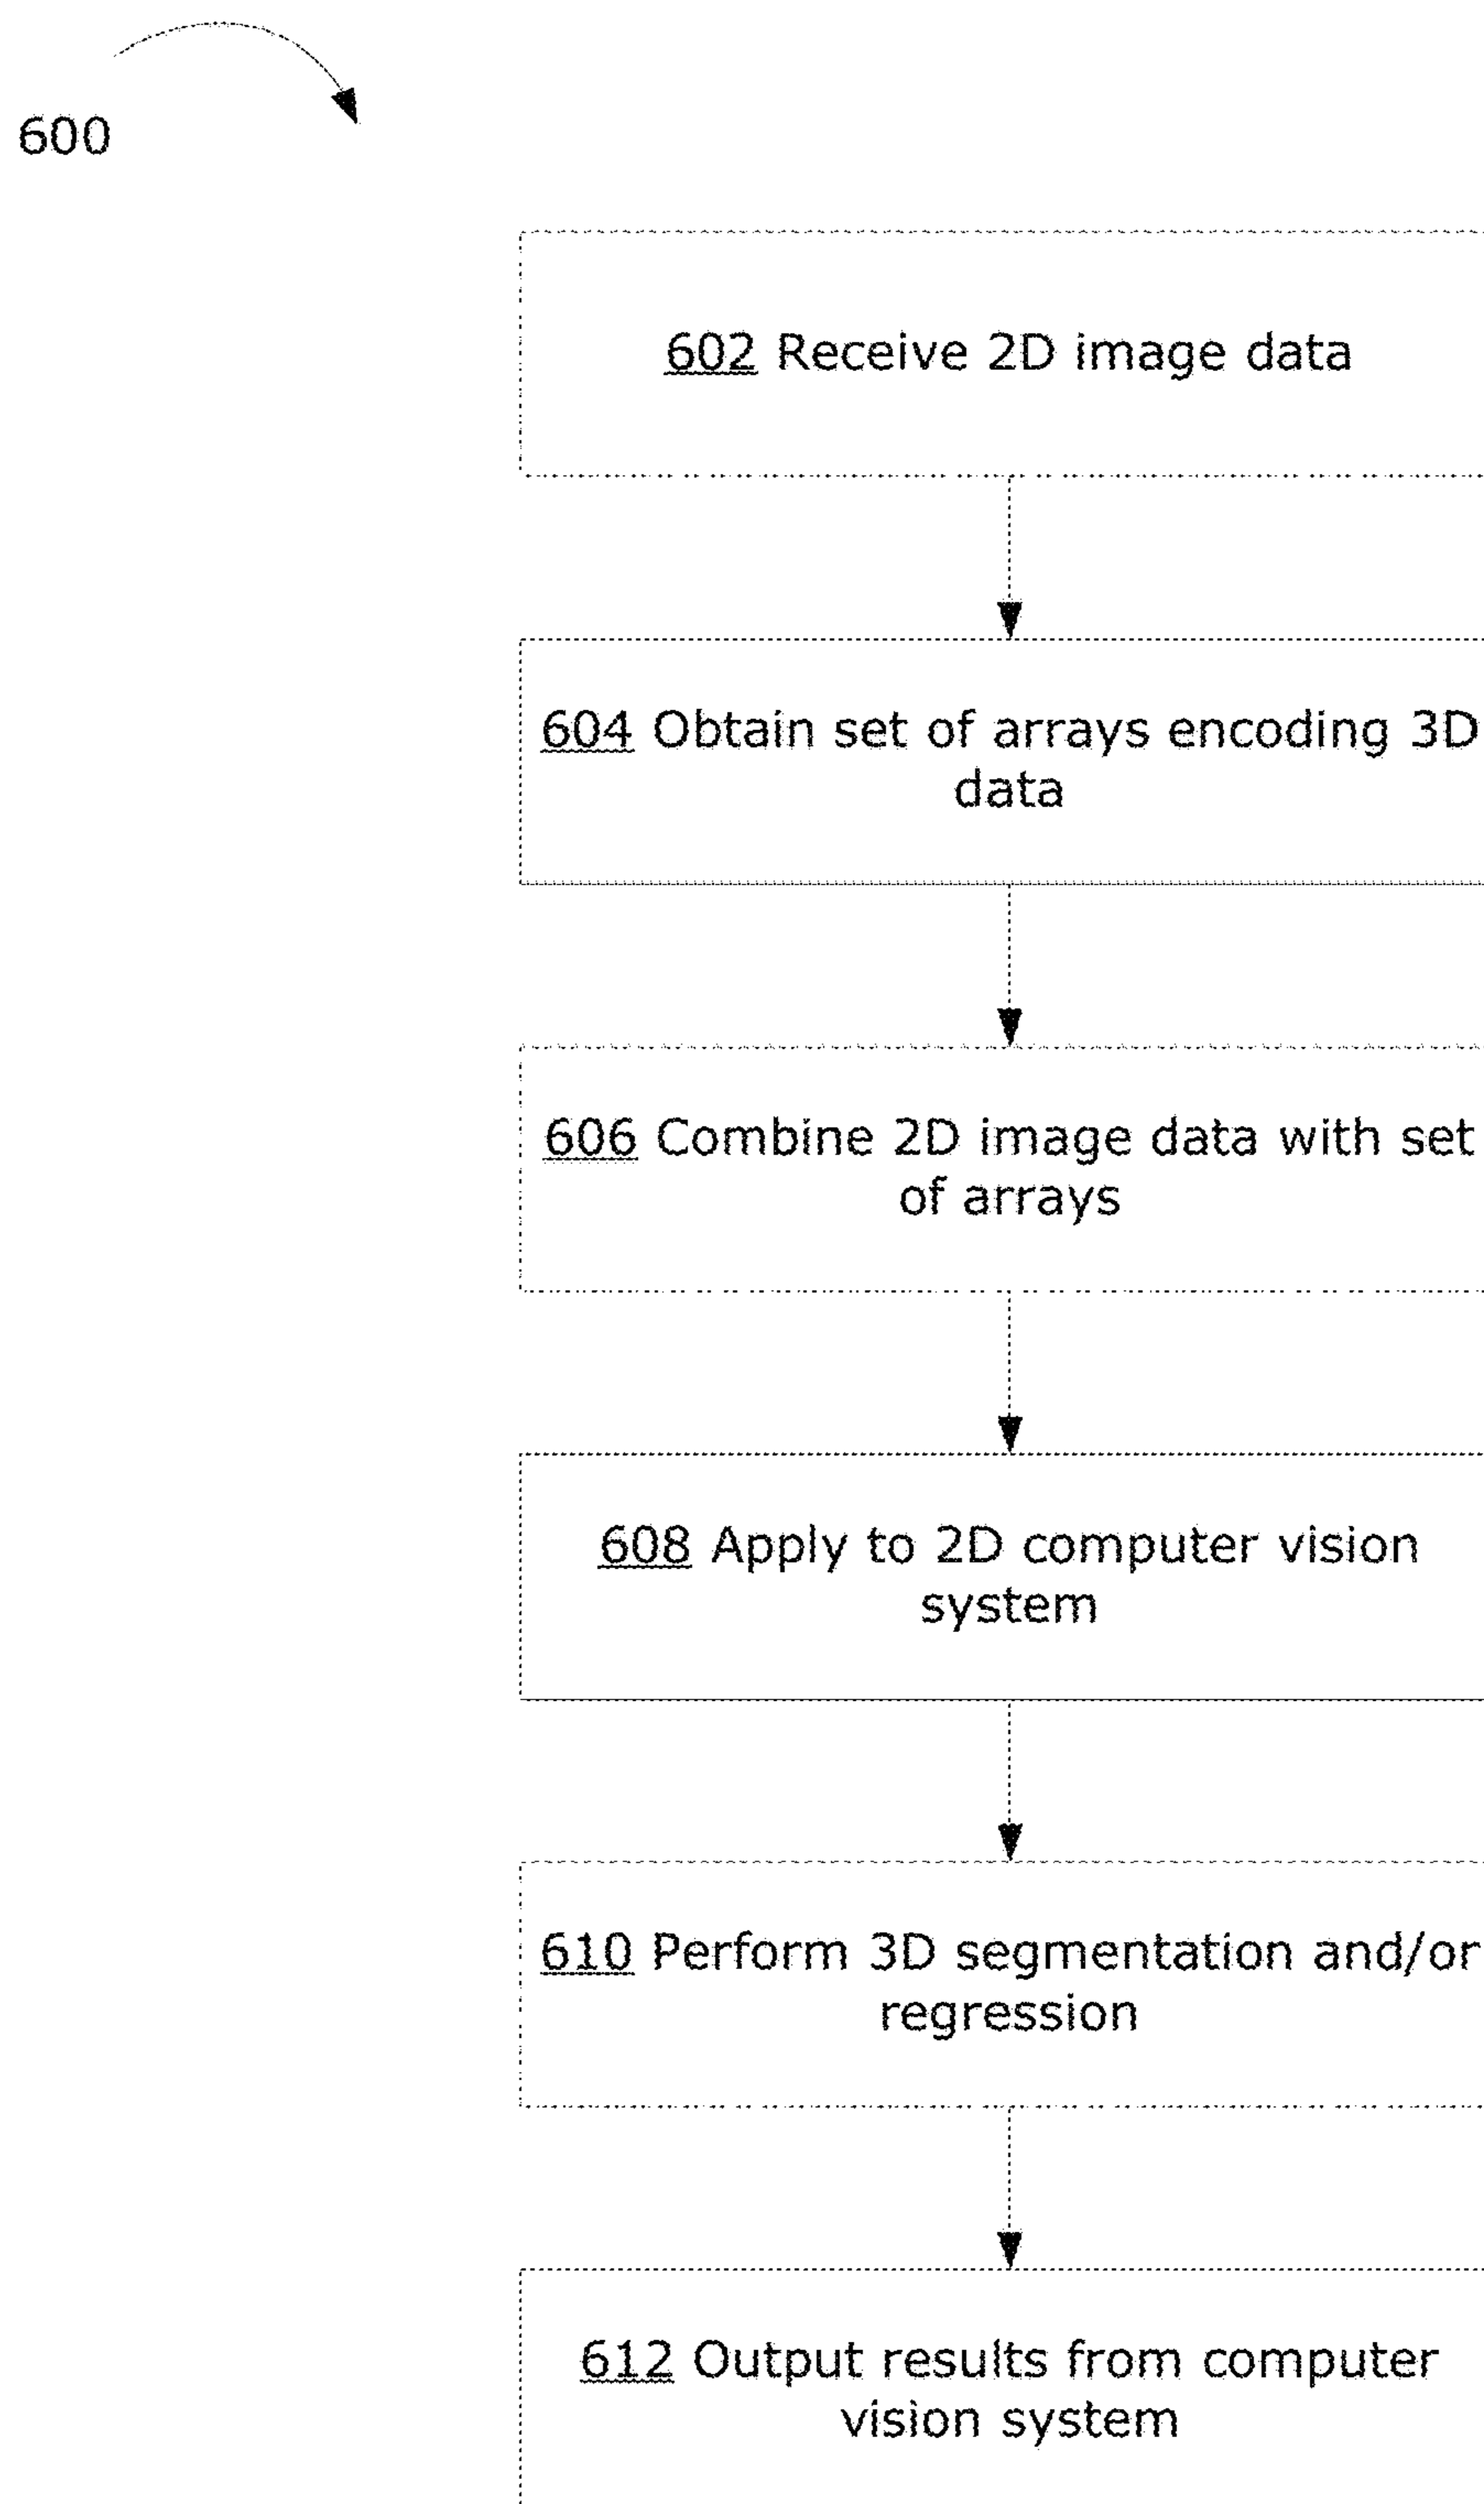 600
602 Receive 2D image data
604 Obtain set of arrays encoding 3D
data
606 Combine 2D image data with set
of arrays
608 Apply to 2D computer vision
system
610 Perform 3D segmentation and/or
regression
612 Output results from computer
vision system